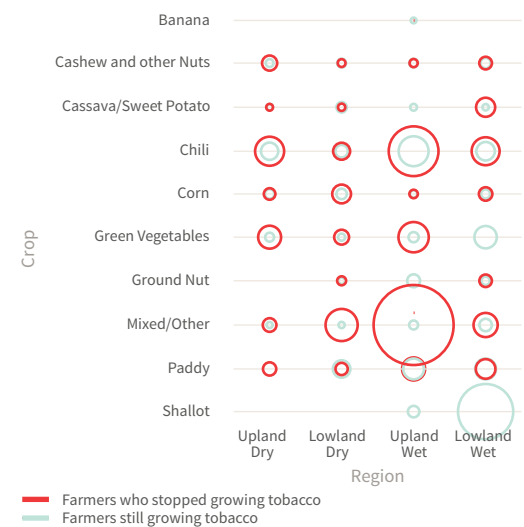 Banana
Cashew and other Nuts
Cassava/Sweet Potato
Chili
Corn
Green Vegetables
Ground Nut
Mixed/Other
Paddy
Shallot
Crop
Upland Dry
Lowland Dry
Upland Wet
Lowland Wet
Region
Farmers who stopped growing tobacco
Farmers still growing tobacco